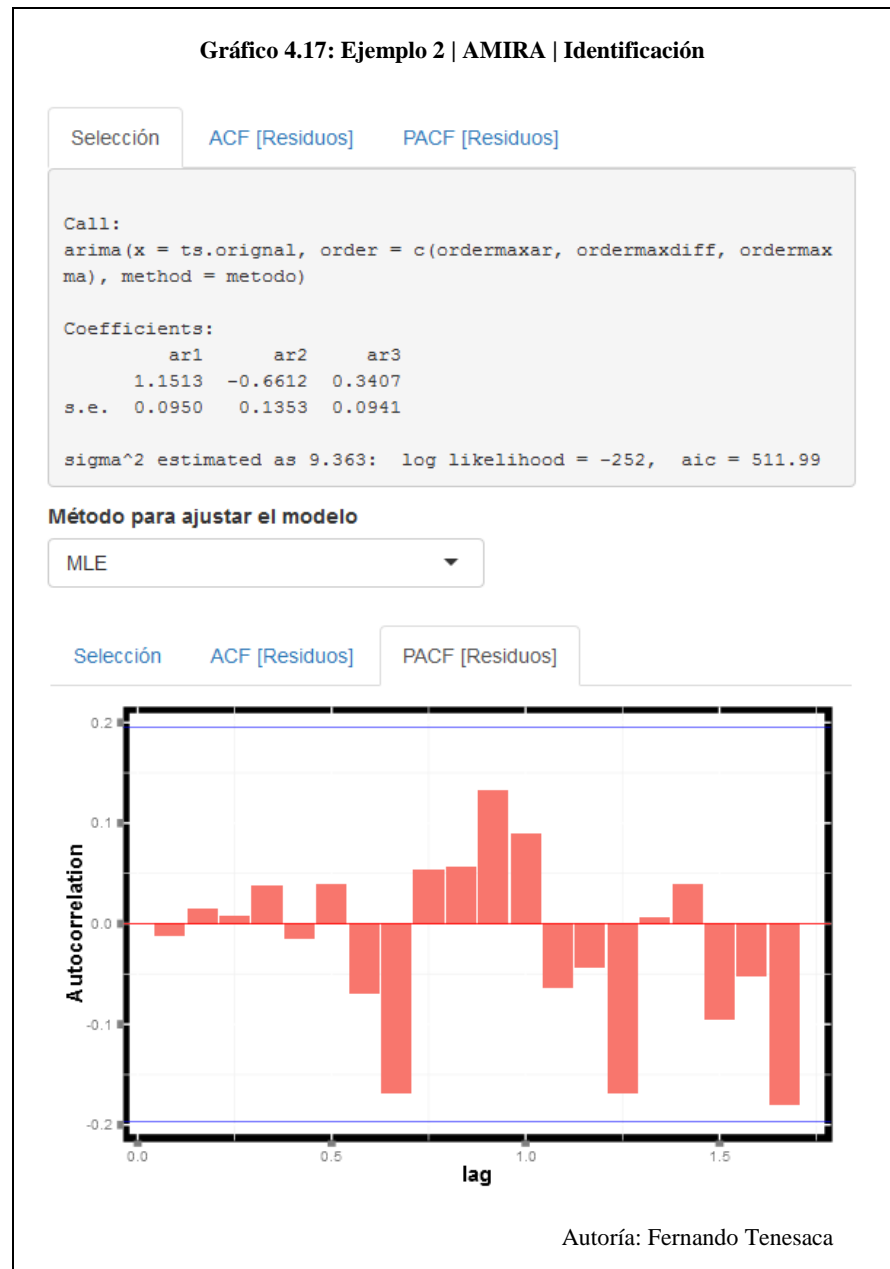 Gráfico 4.17: Ejemplo 2 | AMIRA | Identificación
Selección ACF [Residuos] PACF [Residuos]
Call:
arima(x = ts.orignal, order = c(ordermaxar, ordermaxdiff, ordermax
ma), method = metodo)
Coefficients:
ar1 ar2 ar3
1.1513 -0.6612 0.3407
s.e. 0.0950 0.1353 0.0941
sigma^2 estimated as 9.363: log likelihood = -252, aic = 511.99
Método para ajustar el modelo
MLE
Selección ACF [Residuos] PACF [Residuos]
0.2
0.1
0.0
-0.1
-0.2
Autocorrelation
0.0 0.5 1.0 1.5
lag
Autoría: Fernando Tenesaca